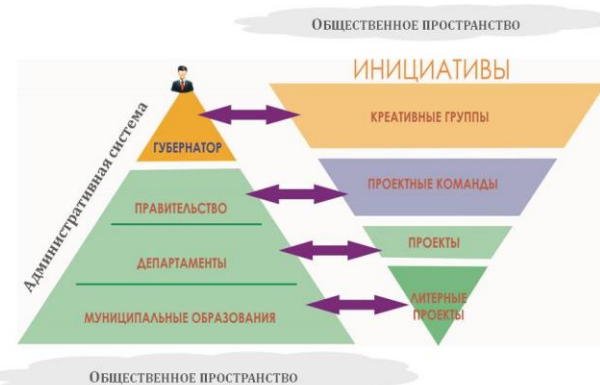 Общественное пространство
ИНИЦИАТИВЫ
Административная система
КРЕАТИВНЫЕ ГРУППЫ
ГУБЕРНАТОР
ПРОЕКТНЫЕ КОМАНДЫ
ПРАВИТЕЛЬСТВО
ПРОЕКТЫ
ДЕПАРТАМЕНТЫ
ЛИТЕРНЫЕ
ПРОЕКТЫ
МУНИЦИПАЛЬНЫЕ ОБРАЗОВАНИЯ
Общественное пространство